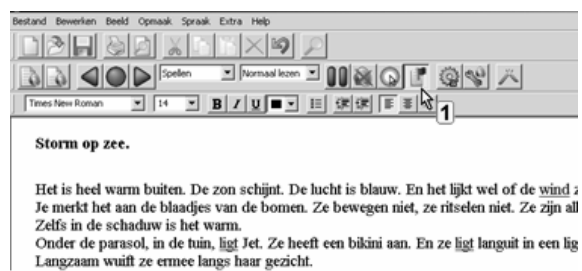 Bestand Bewerken Beeld Opmaak Spraak Extra Help
Spellen Normaal lezen
Times New Roman 14 B I U
1
Storm op zee.
Het is heel warm buiten. De zon schijnt. De lucht is blauw. En het lijkt wel of de wind z
Je merkt het aan de blaadjes van de bomen. Ze bewegen niet, ze ritselen niet. Ze zijn all
Zelfs in de schaduw is het warm.
Onder de parasol, in de tuin, ligt Jet. Ze heeft een bikini aan. En ze ligt languit in een lig
Langzaam wuift ze ermee langs haar gezicht.